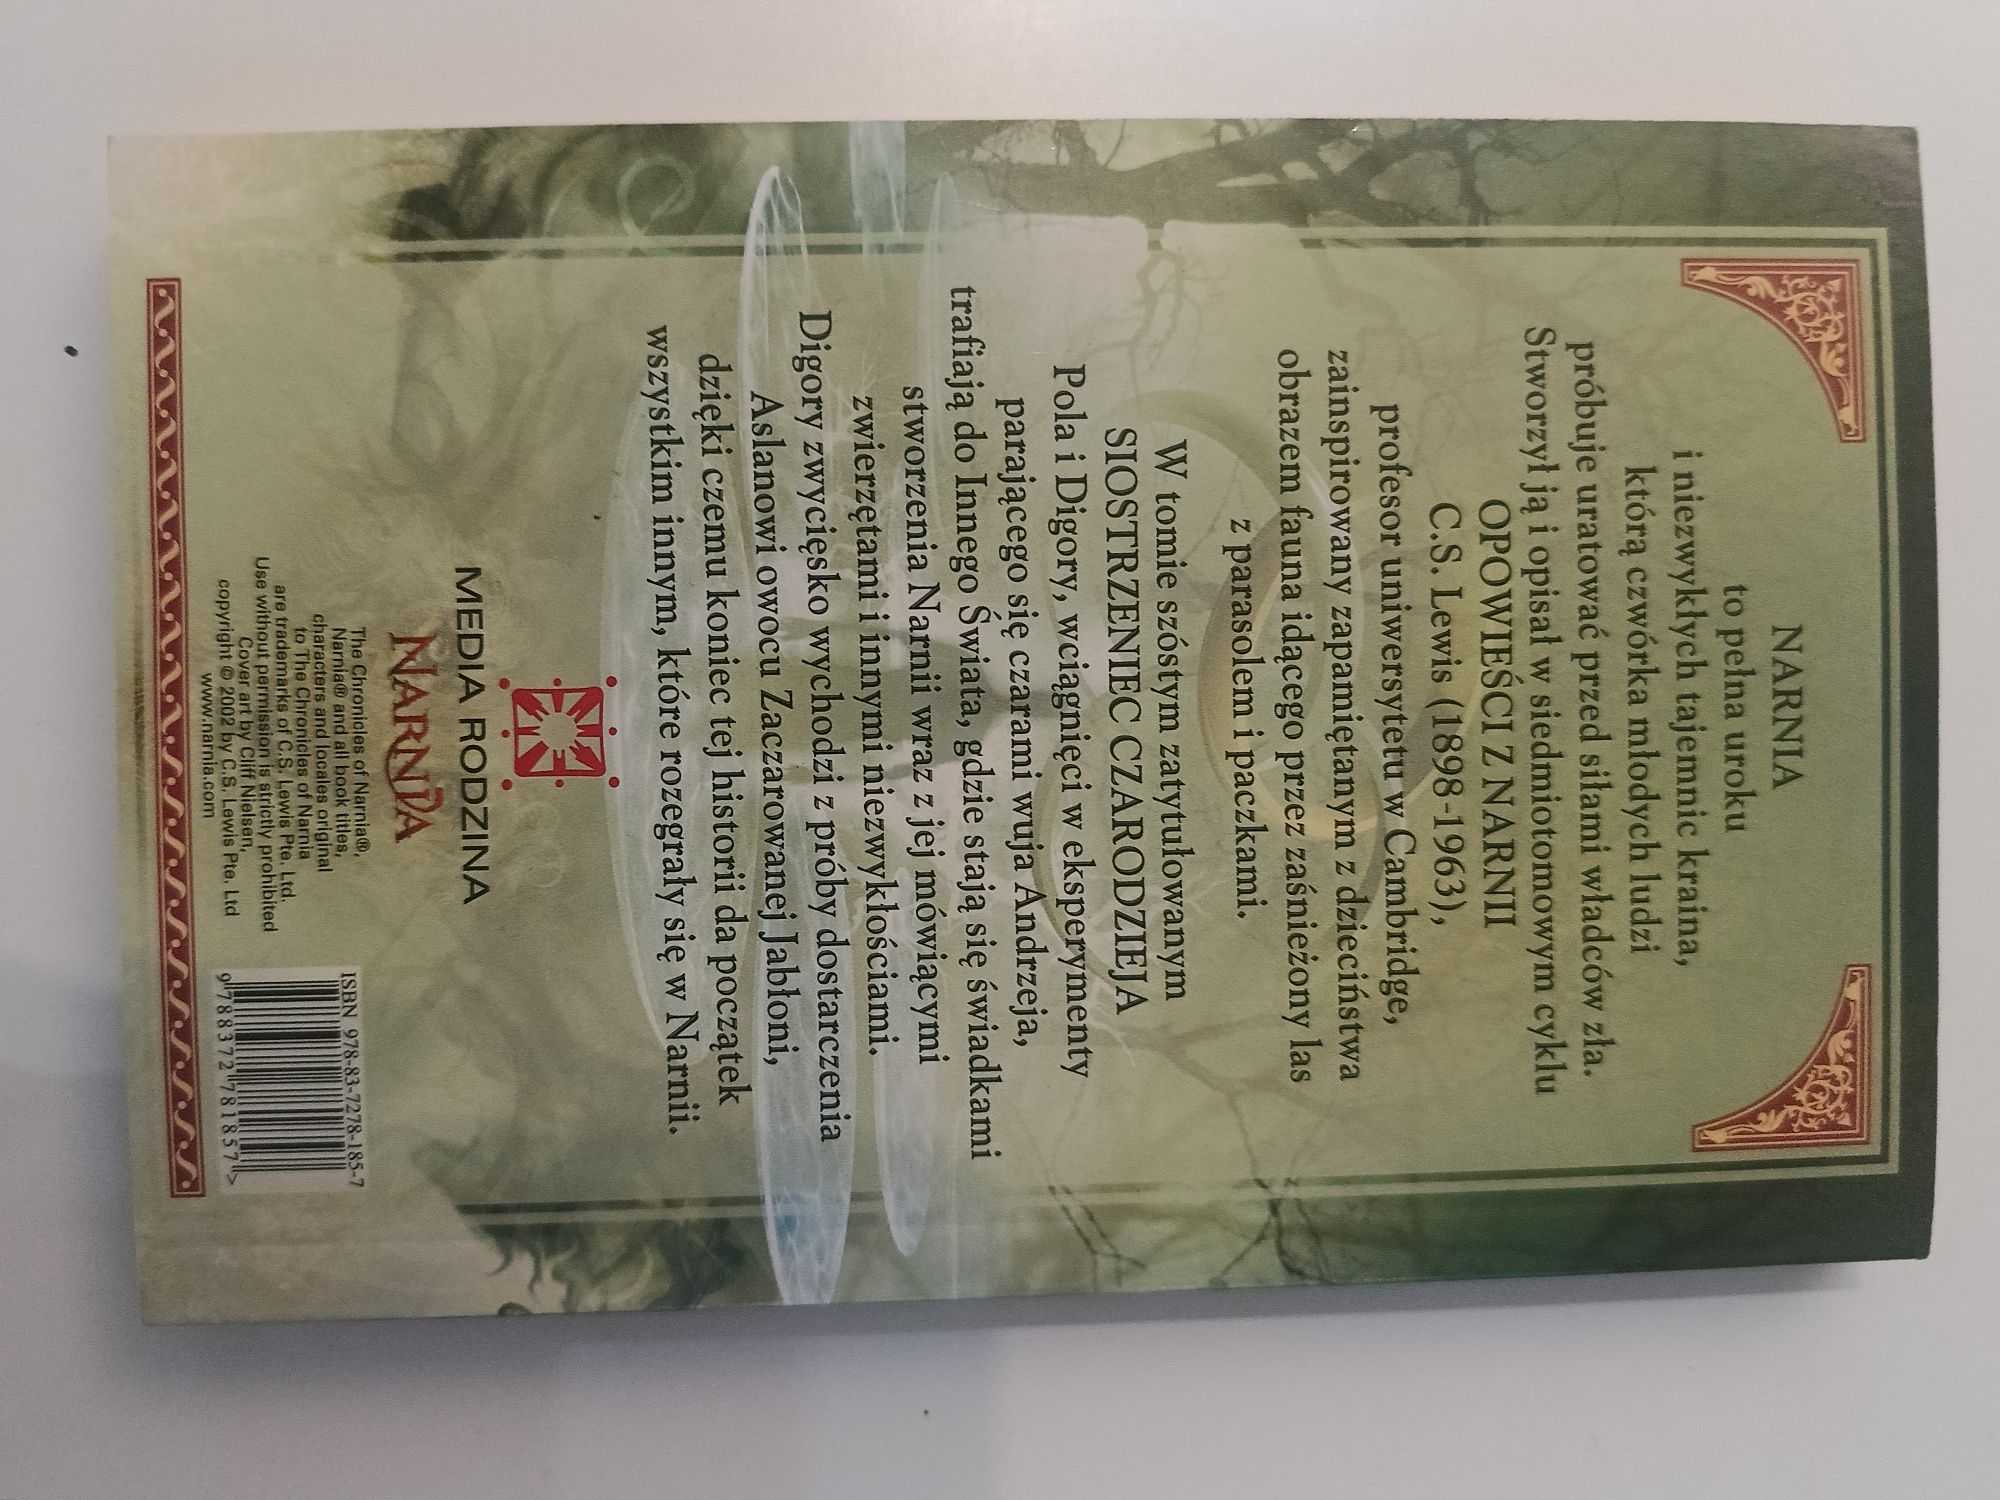 NARNIA
to pełna uroku
i niezwykłych tajemnic kraina,
którą czwórka młodych ludzi
próbuje uratować przed siłami władców zła.
Stworzył ją i opisał w siedmiotomowym cyklu
OPOWIEŚCI Z NARNII
C.S. Lewis (1898-1963),
profesor uniwersytetu w Cambridge,
zainspirowany zapamiętanym z dzieciństwa
obrazem fauna idącego przez zaśnieżony las
z parasolem i paczkami.
W tomie szóstym zatytułowanym
SIOSTRZENIEC CZARODZIEJA
Pola i Digory, wciągnięci w eksperymenty
parającego się czarami wuja Andrzeja,
trafiają do Innego Świata, gdzie stają się świadkami
stworzenia Narnii wraz z jej mówiącymi
zwierzętami i innymi niezwykłościami.
Digory zwycięsko wychodzi z próby dostarczenia
Aslanowi owocu Zaczarowanej Jabłoni,
dzięki czemu koniec tej historii da początek
wszystkim innym, które rozegrały się w Narnii.
MEDIA RODZINA
NARNIA
The Chronicles of Narnia®,
Narnia® and all book titles,
characters and locales original
to The Chronicles of Narnia
are trademarks of C.S. Lewis Pte. Ltd.
Use without permission is strictly prohibited
Cover art by Cliff Nielsen,
copyright © 2002 by C.S. Lewis Pte. Ltd
www.narnia.com
ISBN 978-83-7278-185-7
9 788372 781857 >